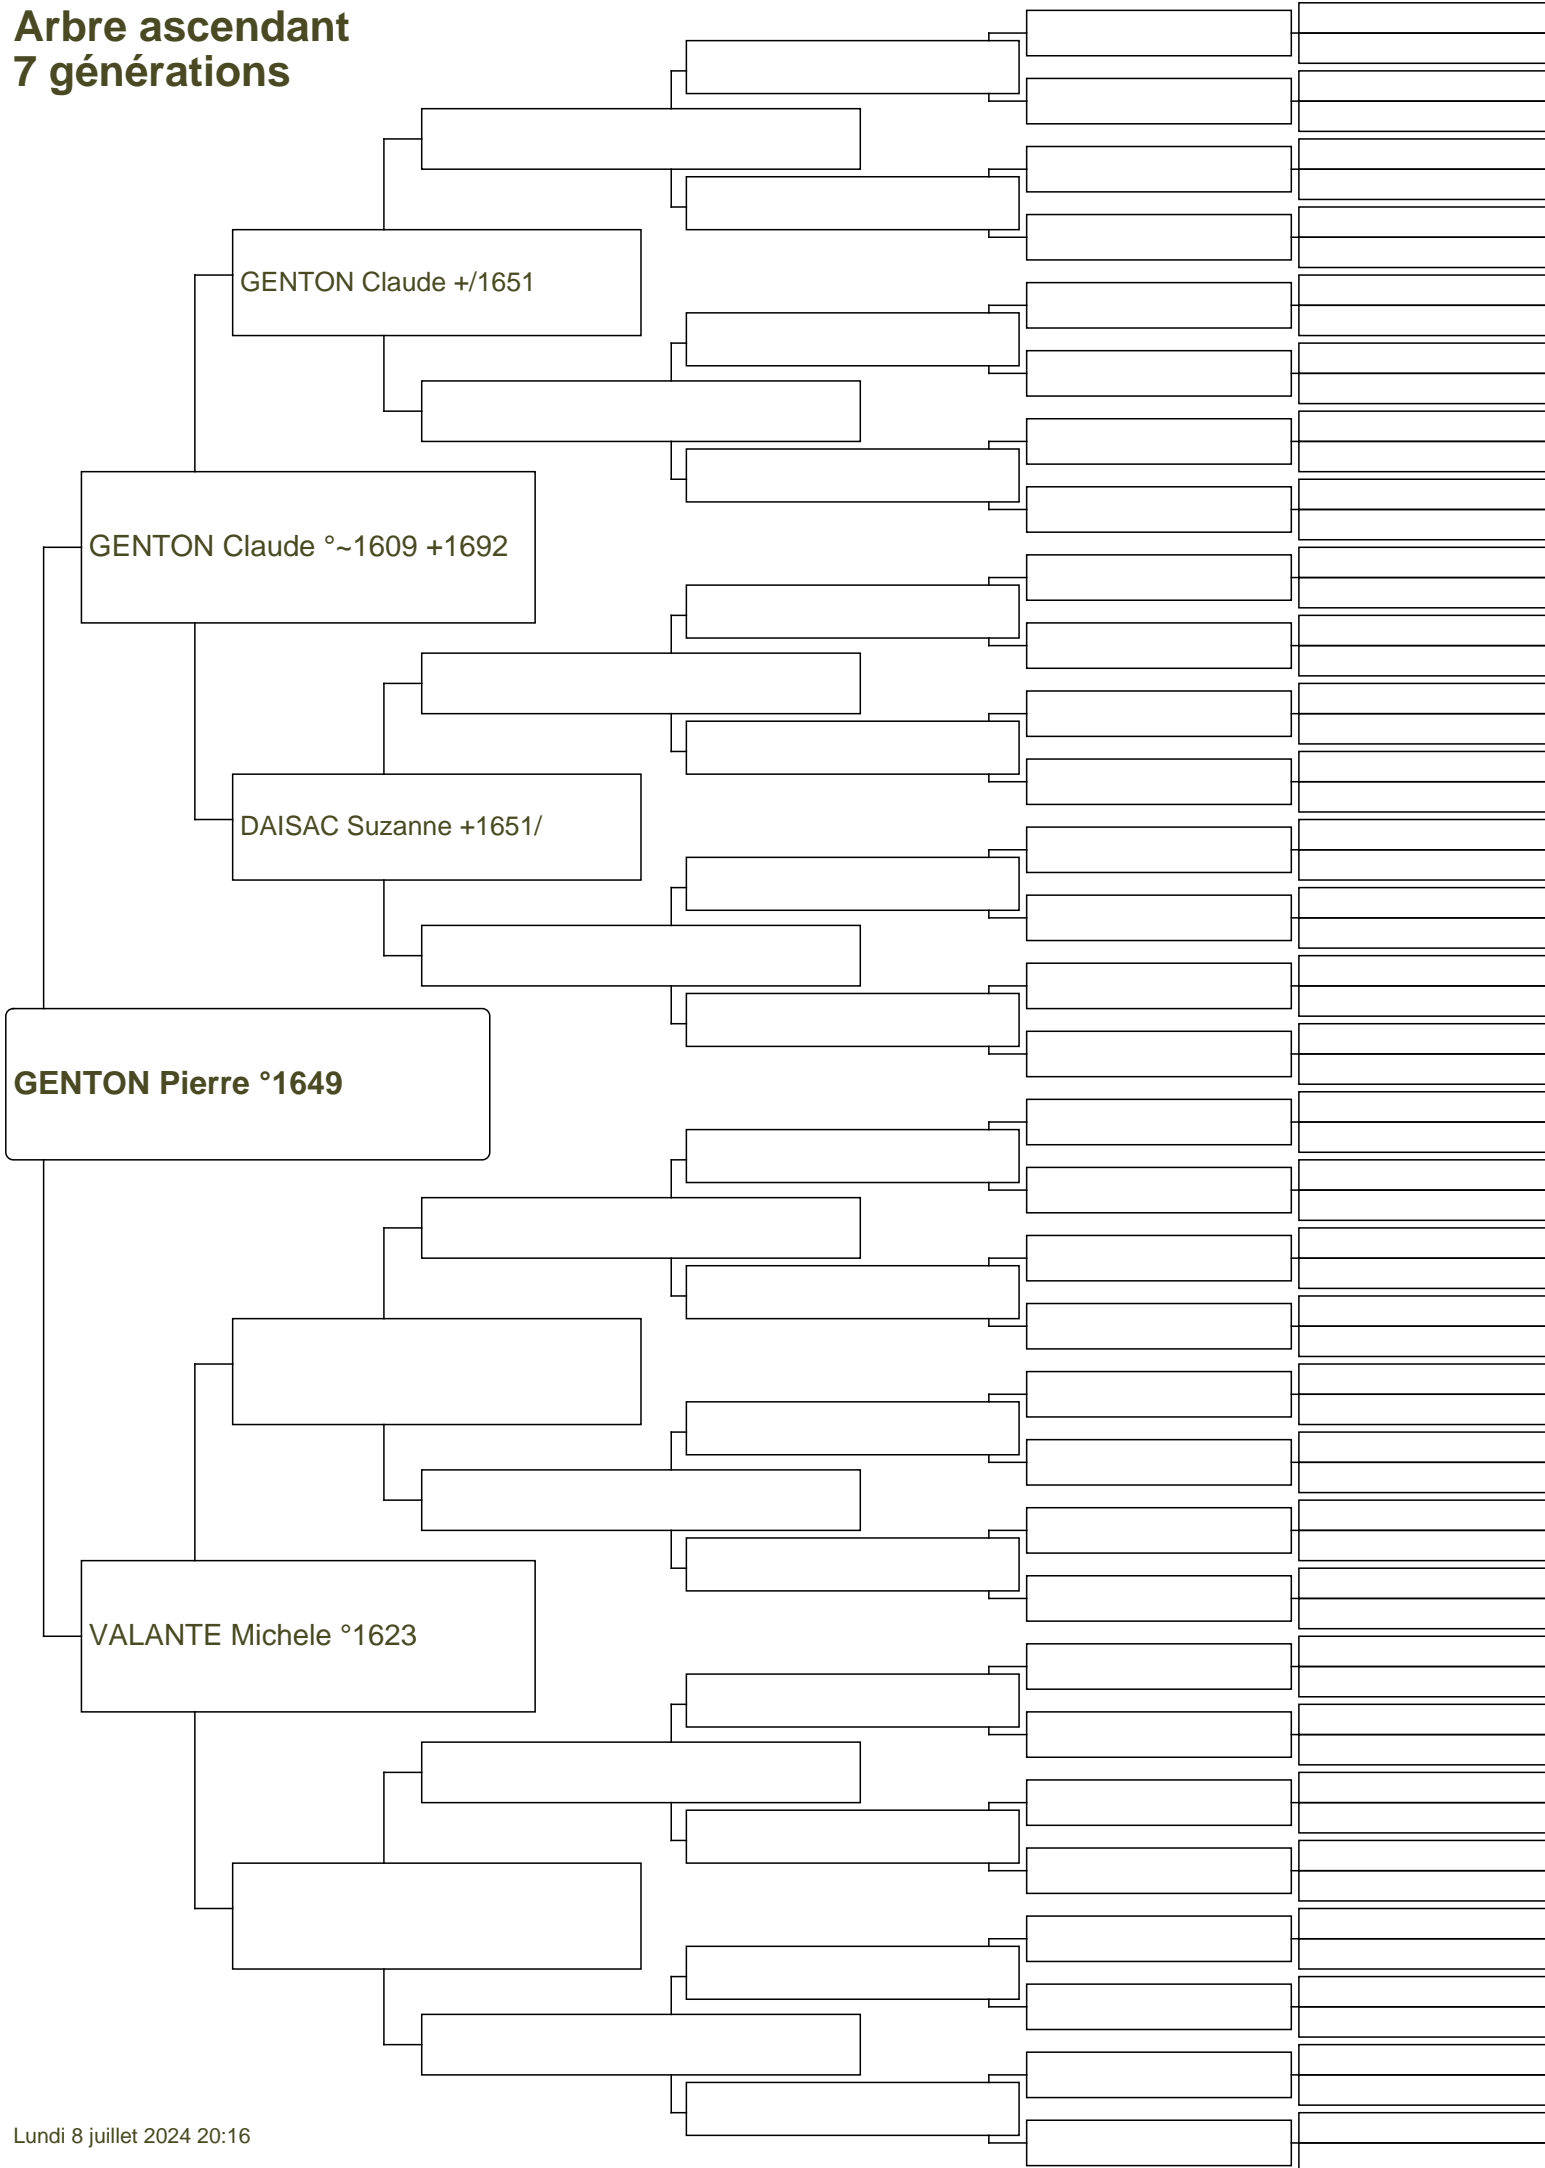 Arbre ascendant
7 générations
GENTON Claude +/1651
GENTON Claude °~1609 +1692
DAISAC Suzanne +1651/
GENTON Pierre °1649
VALANTE Michele °1623
Lundi 8 juillet 2024 20:16